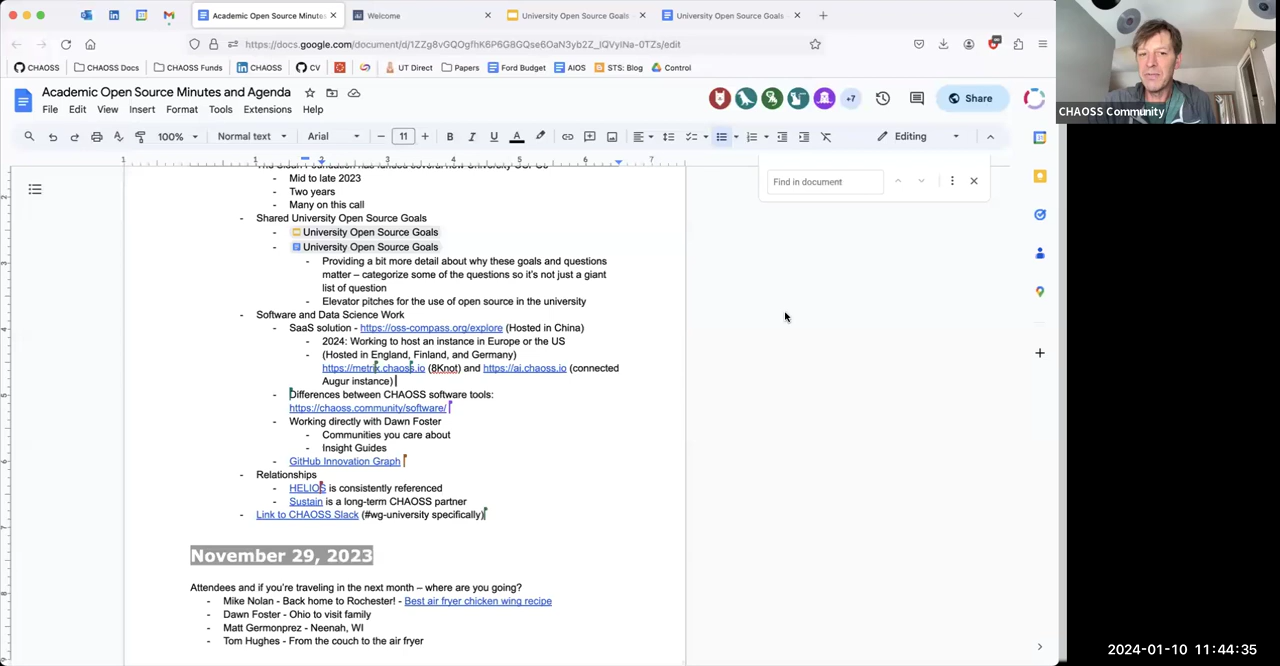 Academic Open Source Minutes
Welcome
University Open Source Goals
University Open Source Goals
https://docs.google.com/document/d/1ZZg8vGQOgfhK6P6G8GQse6OaN3yb2Z_lQVylNa-0TZs/edit
CHAOSS
CHAOSS Docs
CHAOSS Funds
CHAOSS
CV
UT Direct
Papers
Ford Budget
AIOS
STS: Blog
Control
Academic Open Source Minutes and Agenda
File Edit View Insert Format Tools Extensions Help
+7
Share
100%
Normal text
Arial
11
Editing
Find in document
Mid to late 2023
- Two years
- Many on this call
- Shared University Open Source Goals
- University Open Source Goals
- University Open Source Goals
- Providing a bit more detail about why these goals and questions
matter – categorize some of the questions so it's not just a giant
list of question
- Elevator pitches for the use of open source in the university
- Software and Data Science Work
- SaaS solution - https://oss-compass.org/explore (Hosted in China)
- 2024: Working to host an instance in Europe or the US
- (Hosted in England, Finland, and Germany)
https://metrix.chaoss.io (8Knot) and https://ai.chaoss.io (connected
Augur instance)
- Differences between CHAOSS software tools:
https://chaoss.community/software/
- Working directly with Dawn Foster
- Communities you care about
- Insight Guides
- GitHub Innovation Graph
- Relationships
- HELIOS is consistently referenced
- Sustain is a long-term CHAOSS partner
- Link to CHAOSS Slack (#wg-university specifically)
November 29, 2023
Attendees and if you're traveling in the next month – where are you going?
- Mike Nolan - Back home to Rochester! - Best air fryer chicken wing recipe
- Dawn Foster - Ohio to visit family
- Matt Germonprez - Neenah, WI
- Tom Hughes - From the couch to the air fryer
CHAOSS Community
2024-01-10 11:44:35